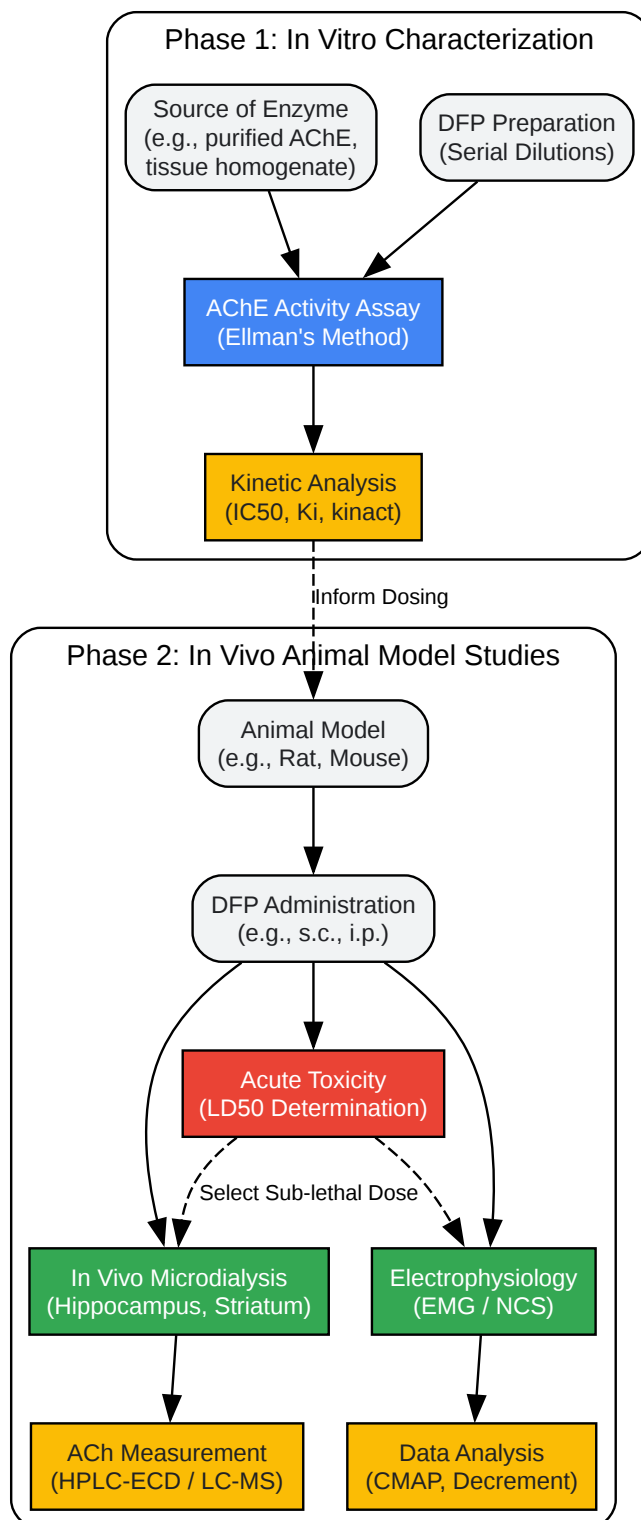 Phase 1: In Vitro Characterization
Source of Enzyme
(e.g., purified AChE,
tissue homogenate)
DFP Preparation
(Serial Dilutions)
AChE Activity Assay
(Ellman's Method)
Kinetic Analysis
(IC50, Ki, kinact)
Inform Dosing
Phase 2: In Vivo Animal Model Studies
Animal Model
(e.g., Rat, Mouse)
DFP Administration
(e.g., s.c., i.p.)
Acute Toxicity
(LD50 Determination)
Select Sub-lethal Dose
In Vivo Microdialysis
(Hippocampus, Striatum)
Electrophysiology
(EMG / NCS)
ACh Measurement
(HPLC-ECD / LC-MS)
Data Analysis
(CMAP, Decrement)